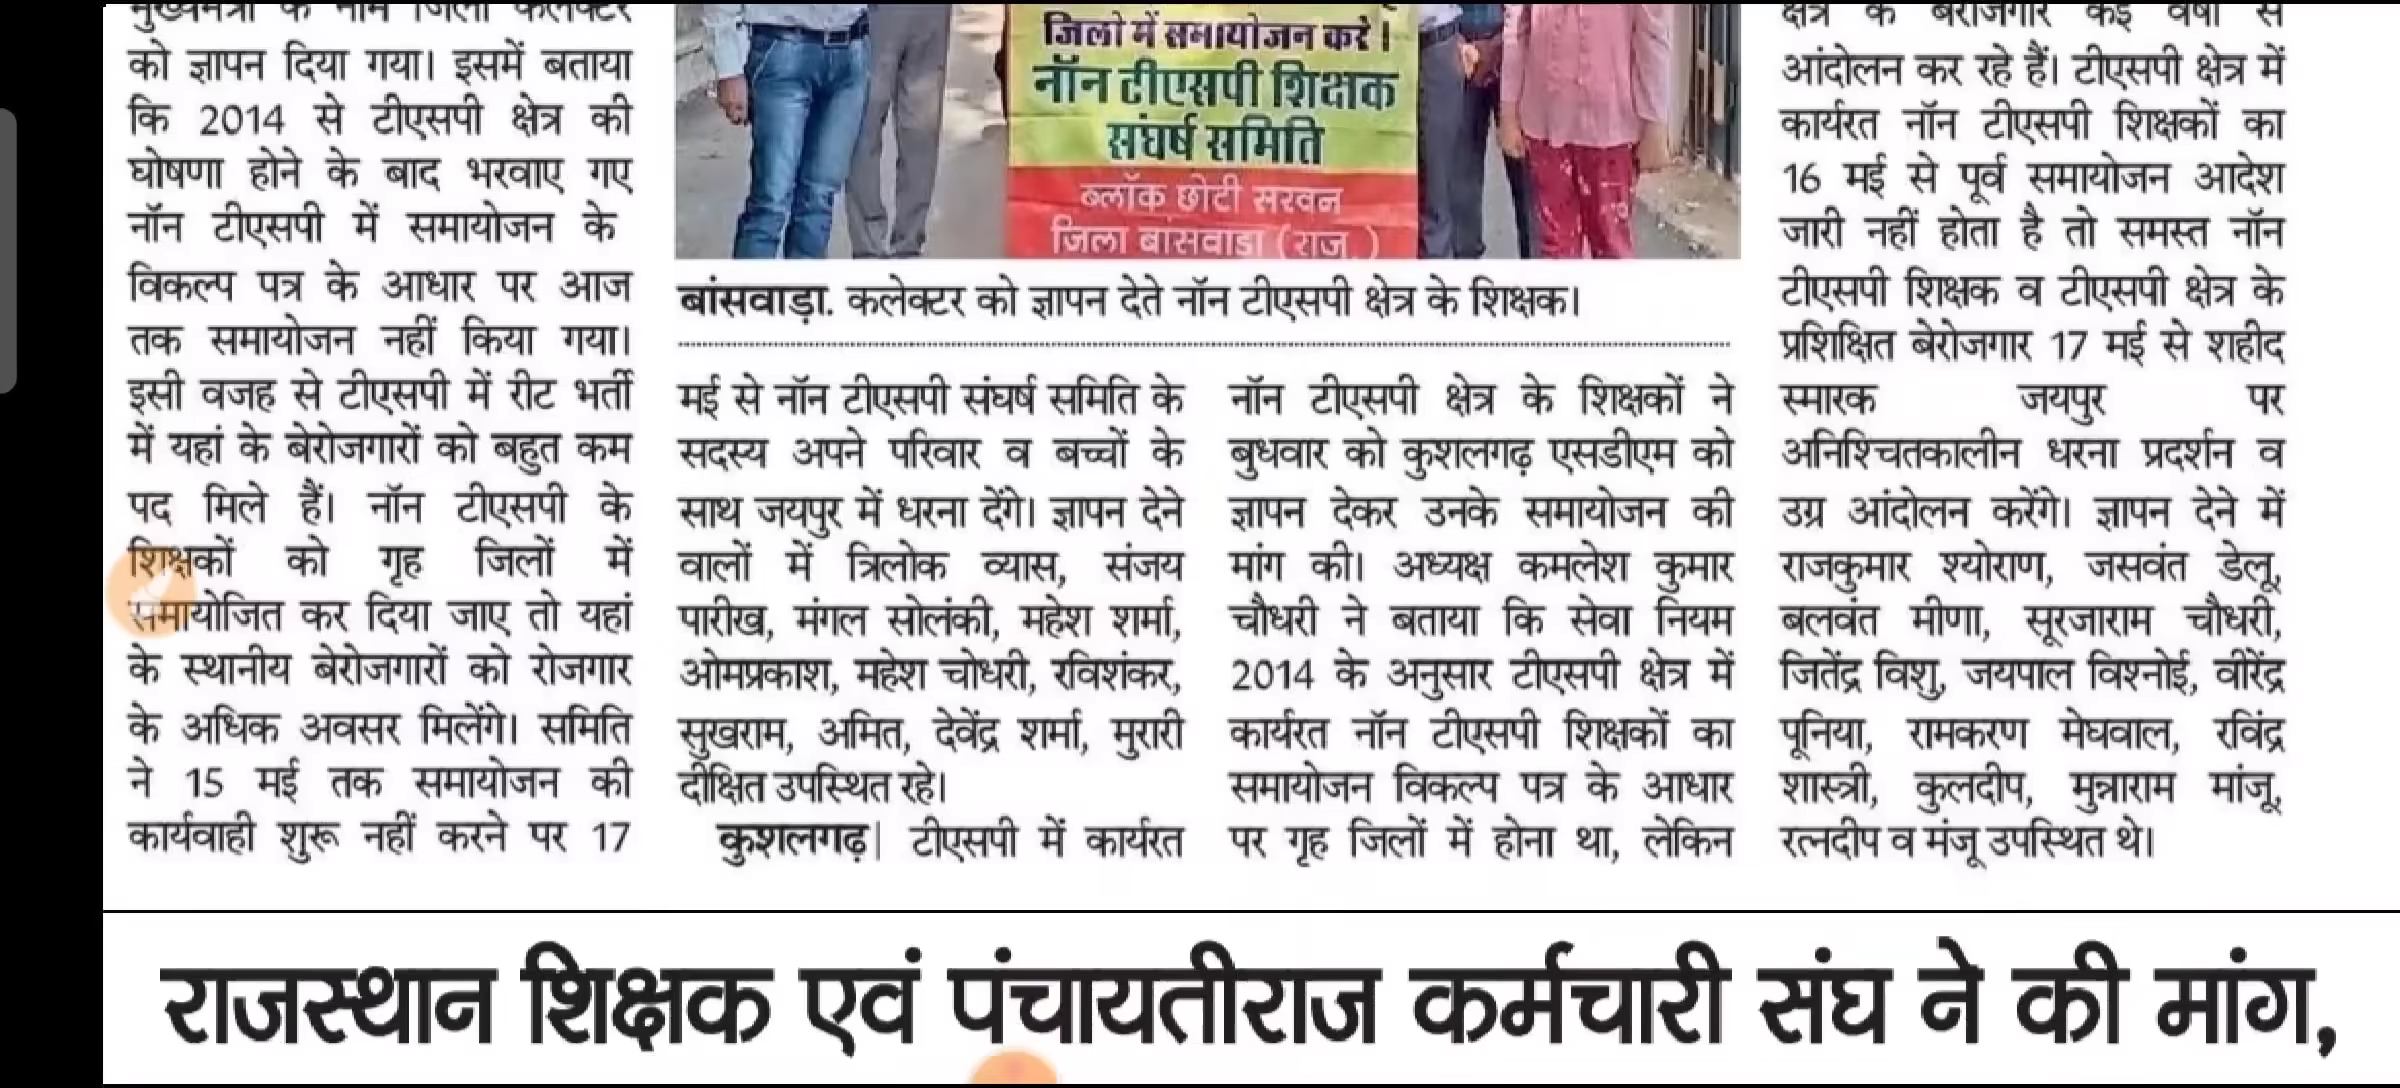 मुख्यमंत्री के नाम जिला कलेक्टर
को ज्ञापन दिया गया। इसमें बताया
कि 2014 से टीएसपी क्षेत्र की
घोषणा होने के बाद भरवाए गए
नॉन टीएसपी में समायोजन के
विकल्प पत्र के आधार पर आज
तक समायोजन नहीं किया गया।
इसी वजह से टीएसपी में रीट भर्ती
में यहां के बेरोजगारों को बहुत कम
पद मिले हैं। नॉन टीएसपी के
शिक्षकों को गृह जिलों में
समायोजित कर दिया जाए तो यहां
के स्थानीय बेरोजगारों को रोजगार
के अधिक अवसर मिलेंगे। समिति
ने 15 मई तक समायोजन की
कार्यवाही शुरू नहीं करने पर 17
जिलो में समायोजन करे।
नॉन टीएसपी शिक्षक
संघर्ष समिति
ब्लॉक छोटी सरवन
जिला बांसवाडा (राज.)
बांसवाड़ा. कलेक्टर को ज्ञापन देते नॉन टीएसपी क्षेत्र के शिक्षक।
मई से नॉन टीएसपी संघर्ष समिति के
सदस्य अपने परिवार व बच्चों के
साथ जयपुर में धरना देंगे। ज्ञापन देने
वालों में त्रिलोक व्यास, संजय
पारीख, मंगल सोलंकी, महेश शर्मा,
ओमप्रकाश, महेश चोधरी, रविशंकर,
सुखराम, अमित, देवेंद्र शर्मा, मुरारी
दीक्षित उपस्थित रहे।
कुशलगढ़| टीएसपी में कार्यरत
नॉन टीएसपी क्षेत्र के शिक्षकों ने
बुधवार को कुशलगढ़ एसडीएम को
ज्ञापन देकर उनके समायोजन की
मांग की। अध्यक्ष कमलेश कुमार
चौधरी ने बताया कि सेवा नियम
2014 के अनुसार टीएसपी क्षेत्र में
कार्यरत नॉन टीएसपी शिक्षकों का
समायोजन विकल्प पत्र के आधार
पर गृह जिलों में होना था, लेकिन
क्षेत्र के बेरोजगार कई वर्षों से
आंदोलन कर रहे हैं। टीएसपी क्षेत्र में
कार्यरत नॉन टीएसपी शिक्षकों का
16 मई से पूर्व समायोजन आदेश
जारी नहीं होता है तो समस्त नॉन
टीएसपी शिक्षक व टीएसपी क्षेत्र के
प्रशिक्षित बेरोजगार 17 मई से शहीद
स्मारक जयपुर पर
अनिश्चितकालीन धरना प्रदर्शन व
उग्र आंदोलन करेंगे। ज्ञापन देने में
राजकुमार श्योराण, जसवंत डेलू,
बलवंत मीणा, सूरजाराम चौधरी,
जितेंद्र विशु, जयपाल विश्नोई, वीरेंद्र
पूनिया, रामकरण मेघवाल, रविंद्र
शास्त्री, कुलदीप, मुन्नाराम मांजू,
रत्नदीप व मंजू उपस्थित थे।
राजस्थान शिक्षक एवं पंचायतीराज कर्मचारी संघ ने की मांग,